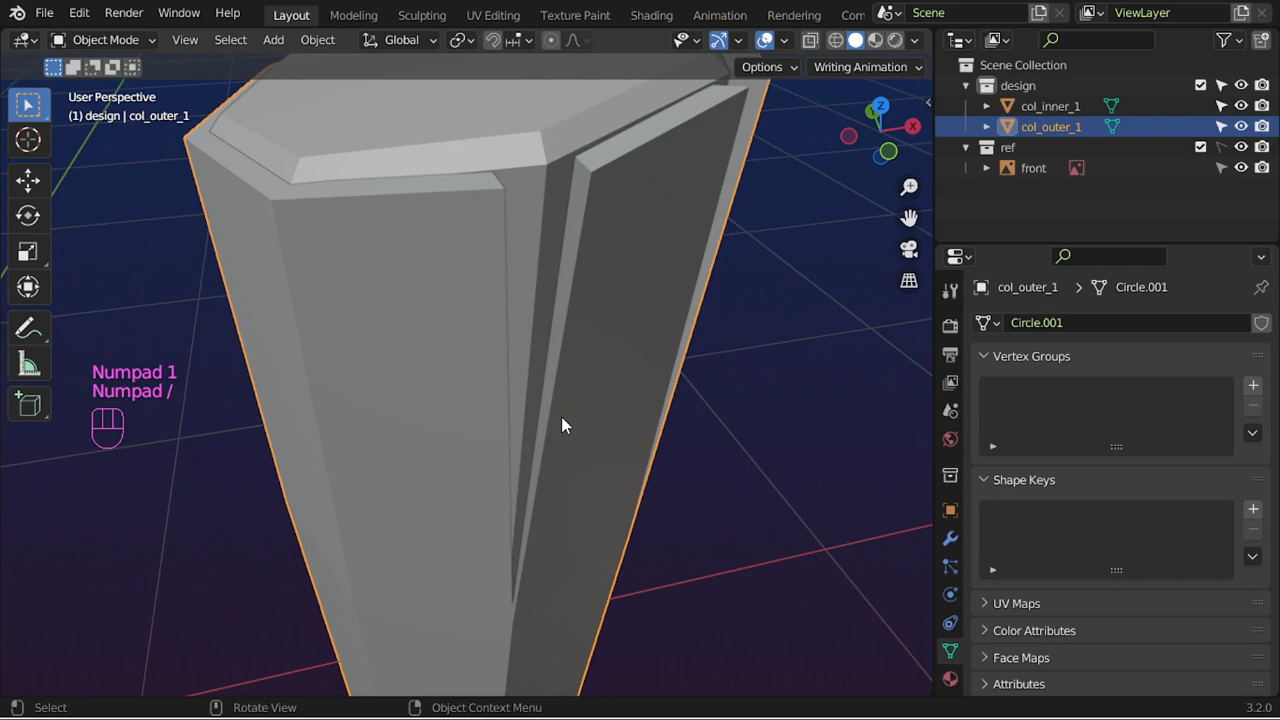 File Edit Render Window Help Layout Modeling Sculpting UV Editing Texture Paint Shading Animation Rendering Com Scene ViewLayer
Object Mode View Select Add Object Global
Options Writing Animation
User Perspective
(1) design | col_outer_1
Z
X
Y
Numpad 1
Numpad /
Scene Collection
design
col_inner_1
col_outer_1
ref
front
col_outer_1 > Circle.001
Circle.001
Vertex Groups
Shape Keys
UV Maps
Color Attributes
Face Maps
Attributes
Select Rotate View Object Context Menu 3.2.0